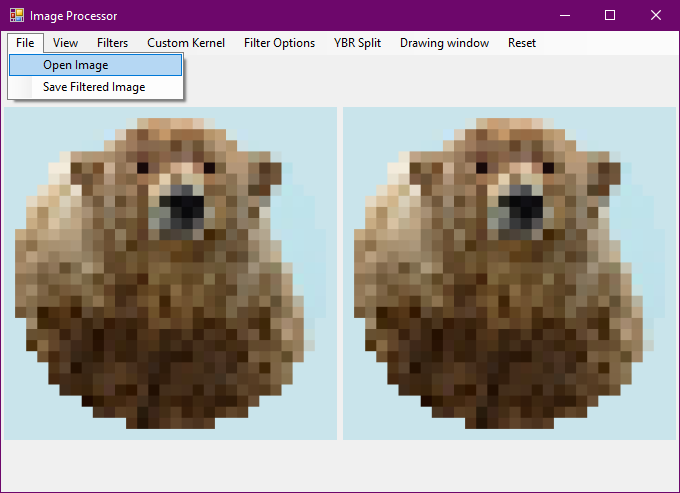 Image Processor
File View Filters Custom Kernel Filter Options YBR Split Drawing window Reset
Open Image
Save Filtered Image